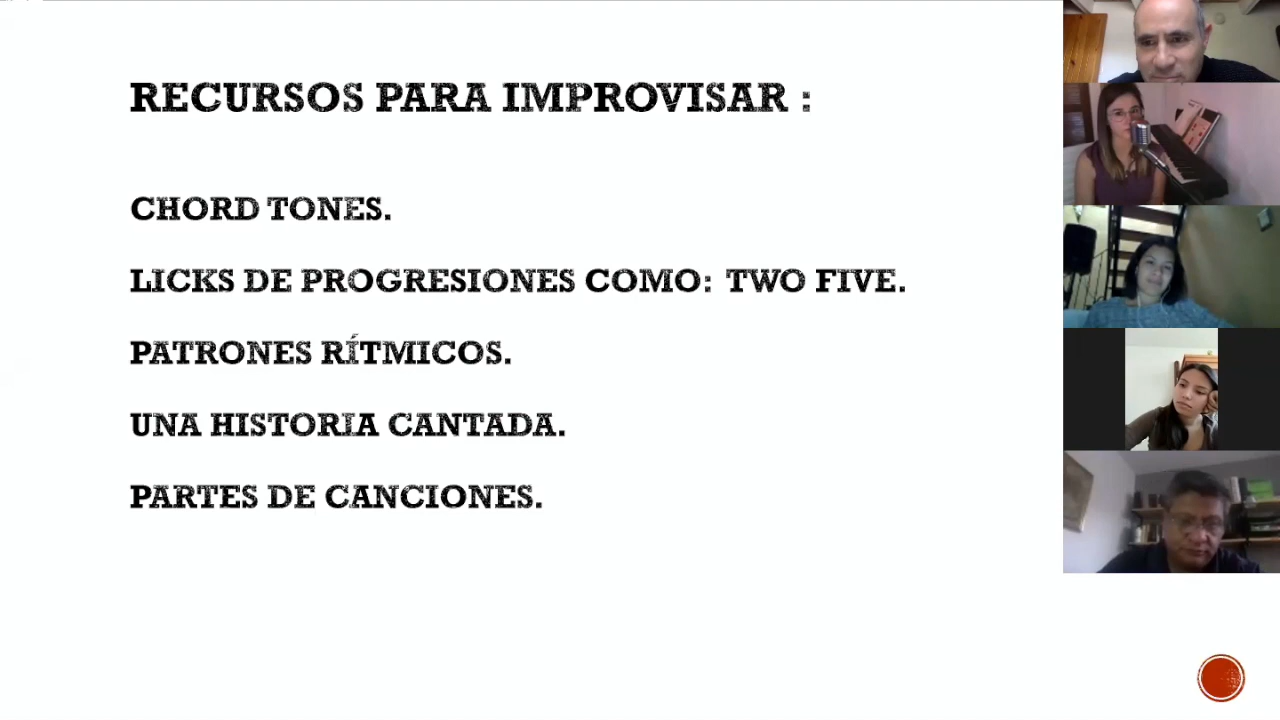 RECURSOS PARA IMPROVISAR :
CHORD TONES.
LICKS DE PROGRESIONES COMO: TWO FIVE.
PATRONES RÍTMICOS.
UNA HISTORIA CANTADA.
PARTES DE CANCIONES.